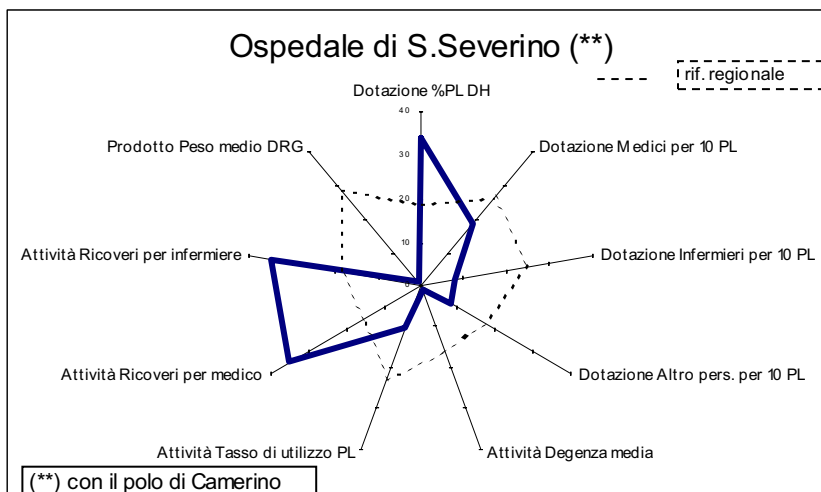 Ospedale di S.Severino (**)
rif. regionale
Dotazione %PL DH
40
Prodotto Peso medio DRG
Dotazione Medici per 10 PL
30
20
Attività Ricoveri per infermiere
Dotazione Infermieri per 10 PL
10
0
Attività Ricoveri per medico
Dotazione Altro pers. per 10 PL
Attività Tasso di utilizzo PL
Attività Degenza media
(**) con il polo di Camerino